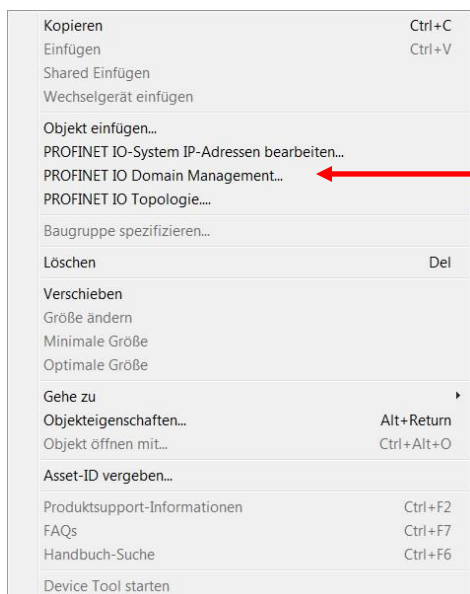 Kopieren Ctrl+C
Einfügen Ctrl+V
Shared Einfügen
Wechselgerät einfügen
Objekt einfügen...
PROFINET IO-System IP-Adressen bearbeiten...
PROFINET IO Domain Management...
PROFINET IO Topologie....
Baugruppe spezifizieren...
Löschen Del
Verschieben
Größe ändern
Minimale Größe
Optimale Größe
Gehe zu
Objekteigenschaften... Alt+Return
Objekt öffnen mit... Ctrl+Alt+O
Asset-ID vergeben...
Produktsupport-Informationen Ctrl+F2
FAQs Ctrl+F7
Handbuch-Suche Ctrl+F6
Device Tool starten